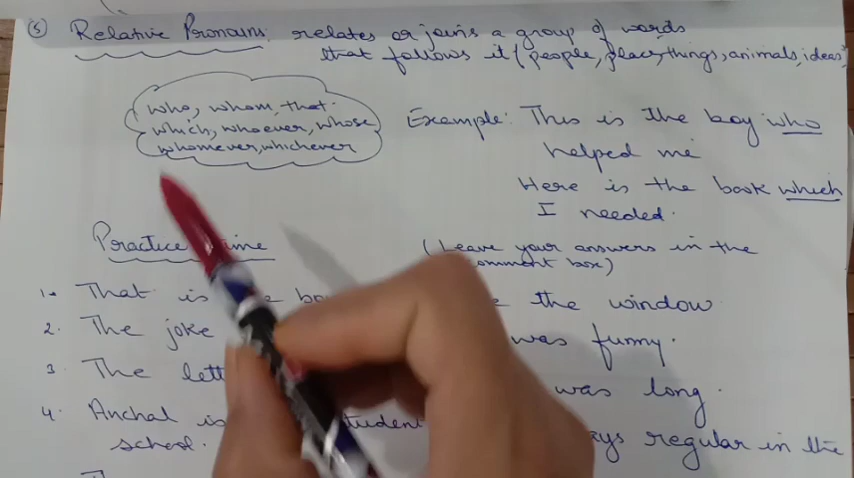 (5) Relative Pronouns: relates or joins a group of words
that follows it (people, place, things, animals, ideas)
who, whom, that.
which, whoever, whose
whomever, whichever
Example: This is the boy who
helped me
Here is the book which
I needed.
Practice
(Leave your answers in the
comment box)
1. That is the window
2. The joke was funny.
3. The was long.
4. Anchal is student regular in the
school.